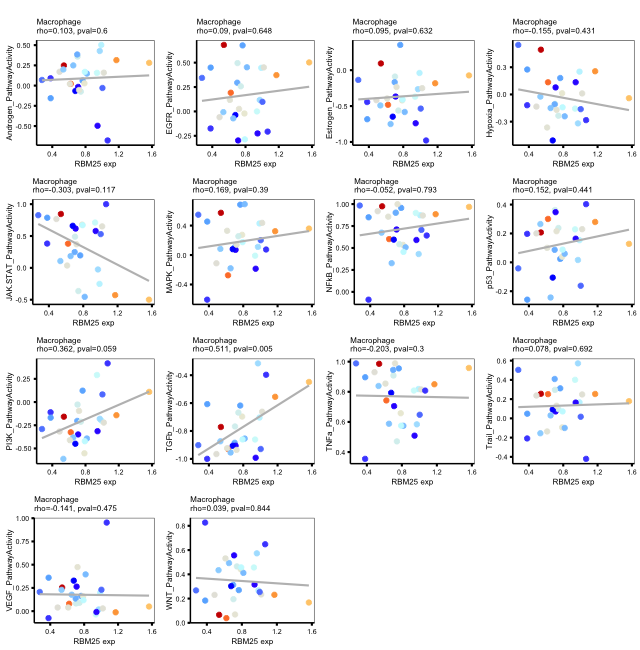 Macrophage
rho=0.103, pval=0.6
Androgen_PathwayActivity
0.50
0.25
0.00
-0.25
-0.50
0.4 0.8 1.2 1.6
RBM25 exp
Macrophage
rho=0.09, pval=0.648
EGFR_PathwayActivity
0.50
0.25
0.00
-0.25
0.4 0.8 1.2 1.6
RBM25 exp
Macrophage
rho=0.095, pval=0.632
Estrogen_PathwayActivity
0.0
-0.5
-1.0
0.4 0.8 1.2 1.6
RBM25 exp
Macrophage
rho=-0.155, pval=0.431
Hypoxia_PathwayActivity
0.3
0.0
-0.3
0.4 0.8 1.2 1.6
RBM25 exp
Macrophage
rho=-0.303, pval=0.117
JAK-STAT_PathwayActivity
1.0
0.5
0.0
-0.5
0.4 0.8 1.2 1.6
RBM25 exp
Macrophage
rho=0.169, pval=0.39
MAPK_PathwayActivity
0.4
0.0
-0.4
0.4 0.8 1.2 1.6
RBM25 exp
Macrophage
rho=-0.052, pval=0.793
NFkB_PathwayActivity
1.00
0.75
0.50
0.25
0.00
0.4 0.8 1.2 1.6
RBM25 exp
Macrophage
rho=0.152, pval=0.441
p53_PathwayActivity
0.4
0.2
0.0
-0.2
0.4 0.8 1.2 1.6
RBM25 exp
Macrophage
rho=0.362, pval=0.059
PI3K_PathwayActivity
0.25
0.00
-0.25
-0.50
0.4 0.8 1.2 1.6
RBM25 exp
Macrophage
rho=0.511, pval=0.005
TGFb_PathwayActivity
-0.4
-0.6
-0.8
-1.0
0.4 0.8 1.2 1.6
RBM25 exp
Macrophage
rho=-0.203, pval=0.3
TNFa_PathwayActivity
1.0
0.8
0.6
0.4
0.4 0.8 1.2 1.6
RBM25 exp
Macrophage
rho=0.078, pval=0.692
Trail_PathwayActivity
0.6
0.4
0.2
0.0
-0.2
-0.4
0.4 0.8 1.2 1.6
RBM25 exp
Macrophage
rho=-0.141, pval=0.475
VEGF_PathwayActivity
1.00
0.75
0.50
0.25
0.00
0.4 0.8 1.2 1.6
RBM25 exp
Macrophage
rho=0.039, pval=0.844
WNT_PathwayActivity
0.8
0.6
0.4
0.2
0.0
0.4 0.8 1.2 1.6
RBM25 exp